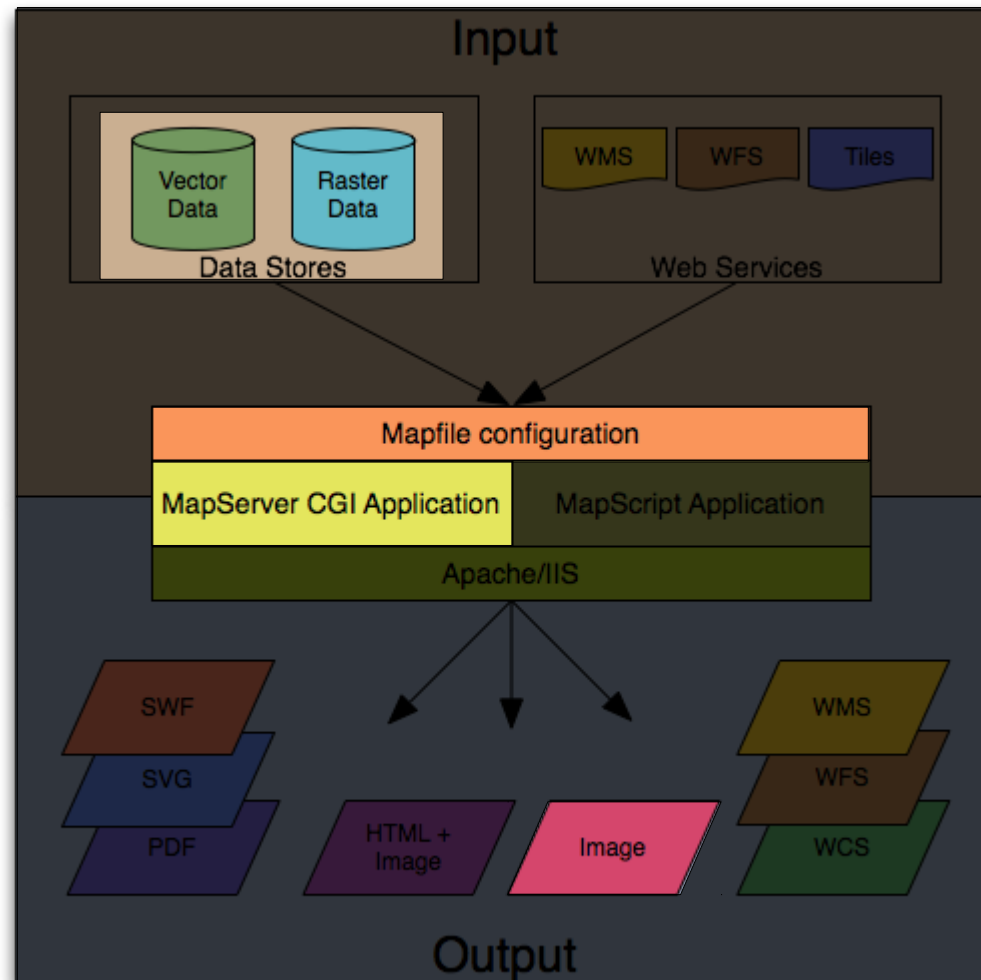 Input
Vector
Data
Raster
Data
Data Stores
WMS
WFS
Tiles
Web Services
Mapfile configuration
MapServer CGI Application
MapScript Application
Apache/IIS
SWF
SVG
PDF
HTML +
Image
Image
WMS
WFS
WCS
Output